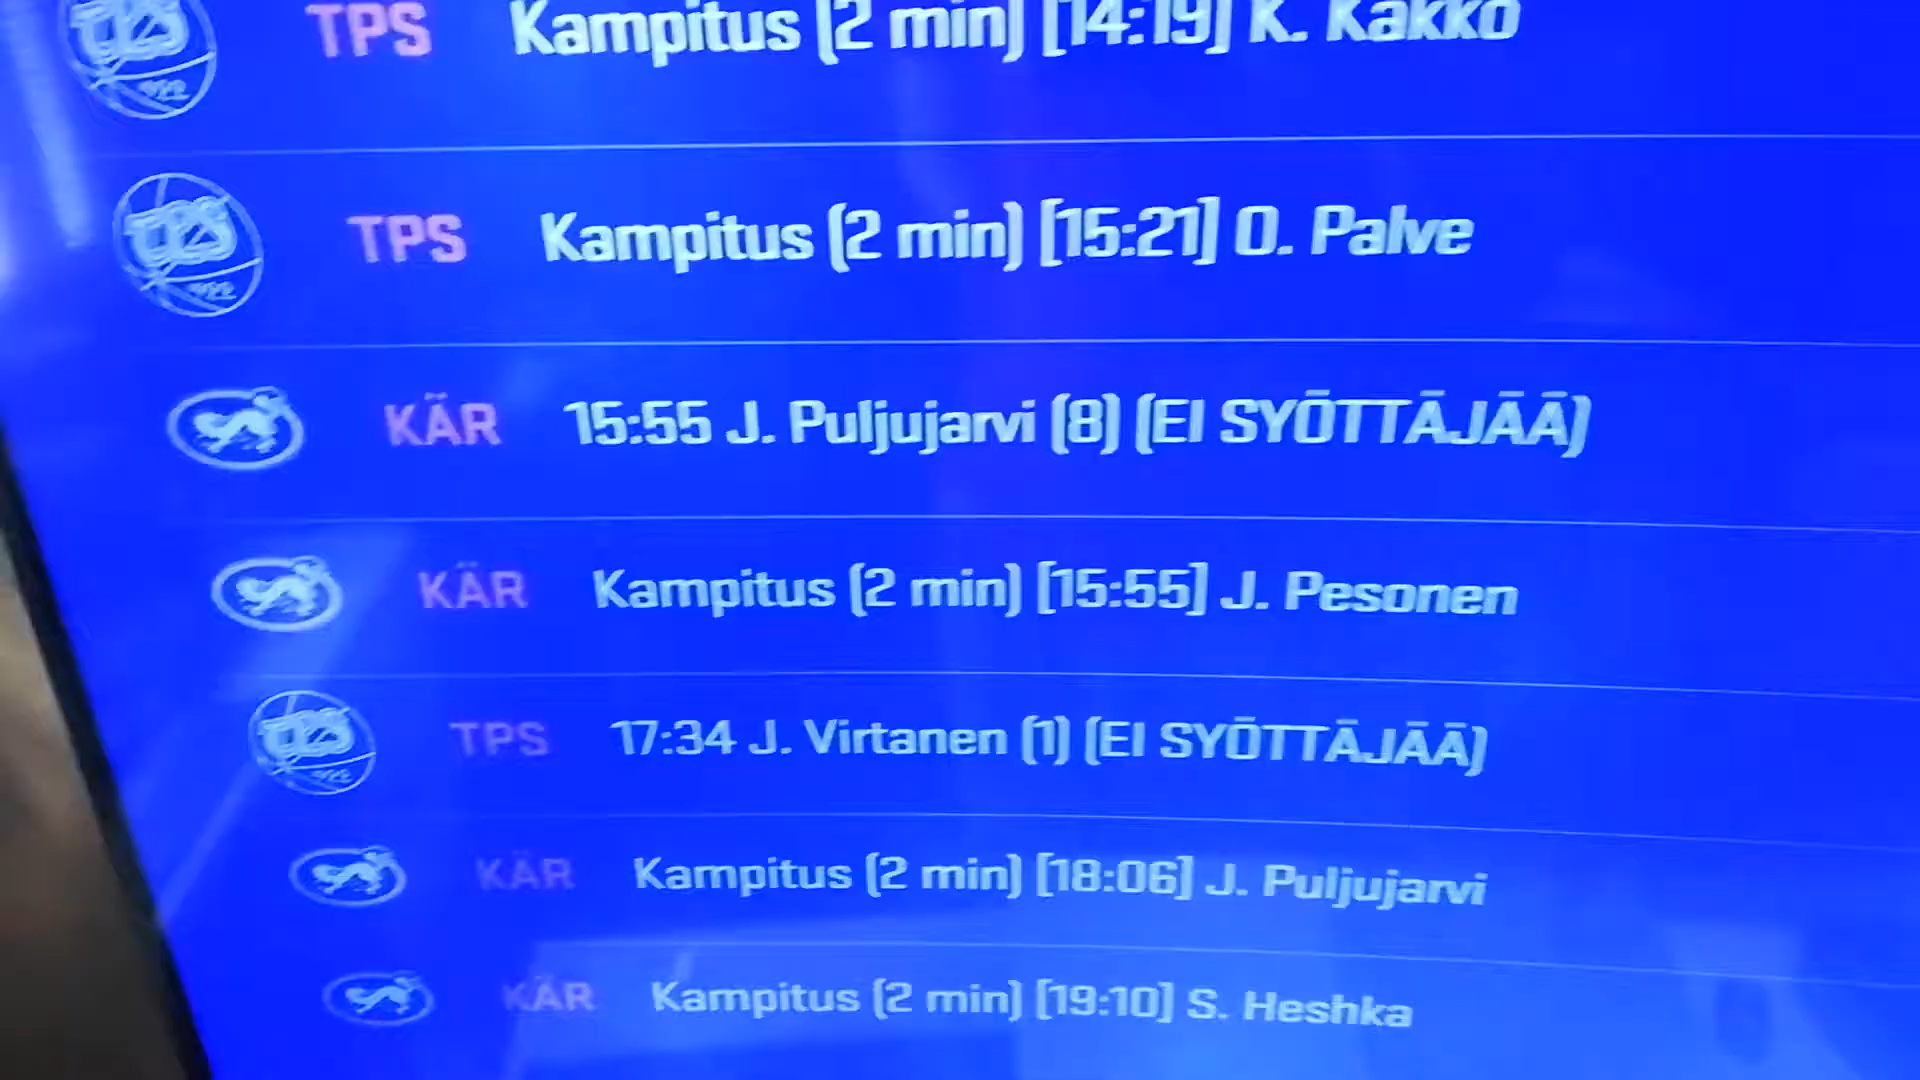 TPS Kampitus (2 min) [14:19] K. Kakko
TPS Kampitus (2 min) [15:21] O. Palve
KÄR 15:55 J. Puljujarvi (8) (EI SYÖTTÄJÄÄ)
KÄR Kampitus (2 min) [15:55] J. Pesonen
TPS 17:34 J. Virtanen (1) (EI SYÖTTÄJÄÄ)
KÄR Kampitus (2 min) [18:06] J. Puljujarvi
KÄR Kampitus (2 min) [19:10] S. Heshka